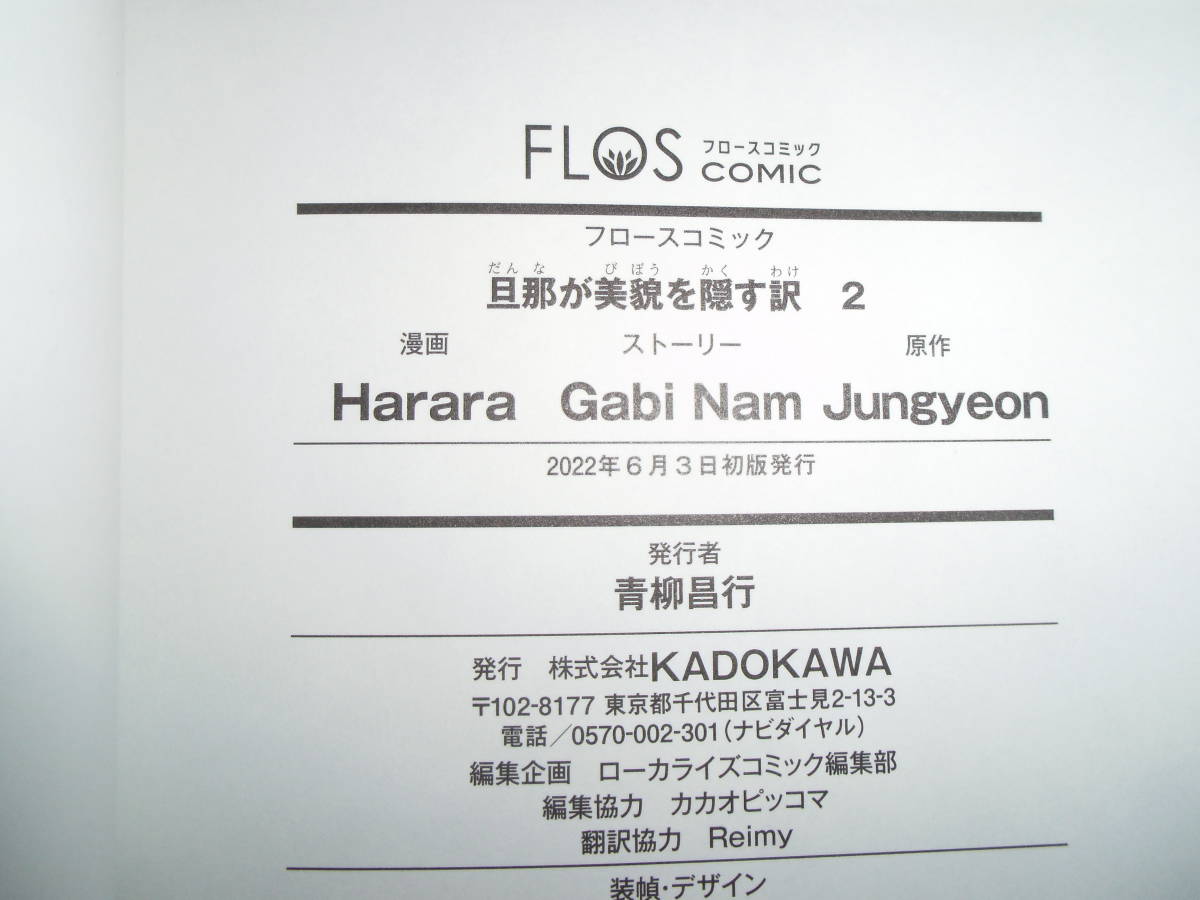 FLOS フロースコミック COMIC
フロースコミック
だんな びぼう かく わけ
旦那が美貌を隠す訳 2
漫画 ストーリー 原作
Harara Gabi Nam Jungyeon
2022年6月3日初版発行
発行者
青柳昌行
発行 株式会社KADOKAWA
〒102-8177 東京都千代田区富士見2-13-3
電話/0570-002-301(ナビダイヤル)
編集企画 ローカライズコミック編集部
編集協力 カカオピッコマ
翻訳協力 Reimy
装幀・デザイン